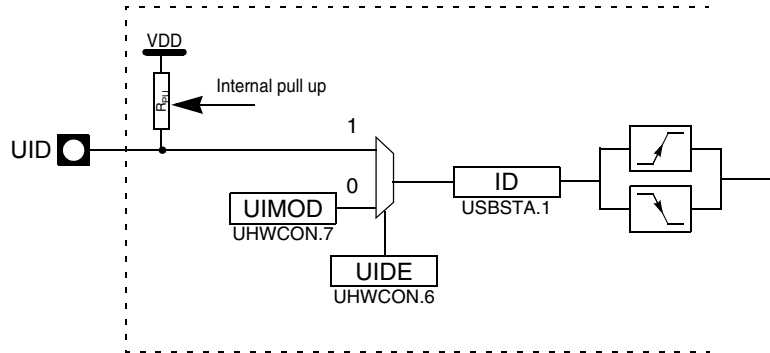 VDD
RPU
Internal pull up
UID
1
0
UIMOD
UHWCON.7
UIDE
UHWCON.6
ID
USBSTA.1